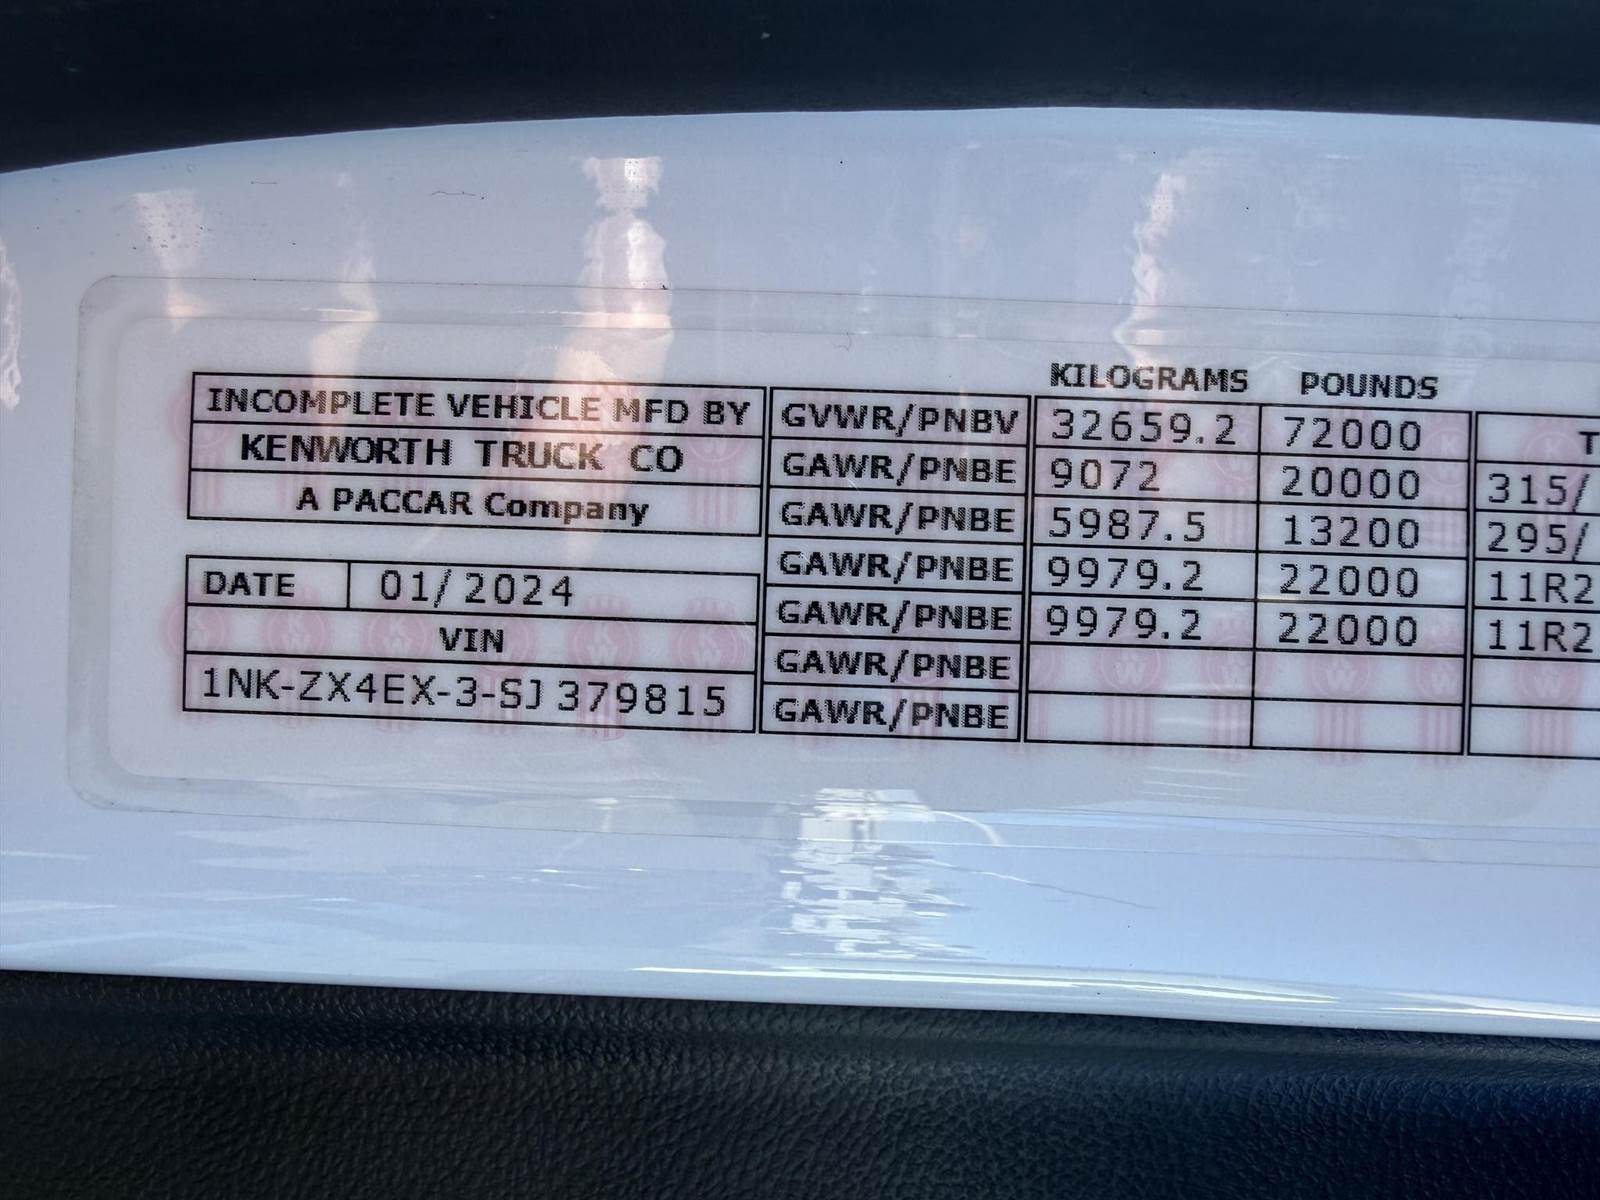 KILOGRAMS POUNDS
INCOMPLETE VEHICLE MFD BY
KENWORTH TRUCK CO
A PACCAR Company
DATE 01/2024
VIN
1NK-ZX4EX-3-SJ379815
GVWR/PNBV 32659.2 72000 T
GAWR/PNBE 9072 20000 315/
GAWR/PNBE 5987.5 13200 295/
GAWR/PNBE 9979.2 22000 11R2
GAWR/PNBE 9979.2 22000 11R2
GAWR/PNBE
GAWR/PNBE